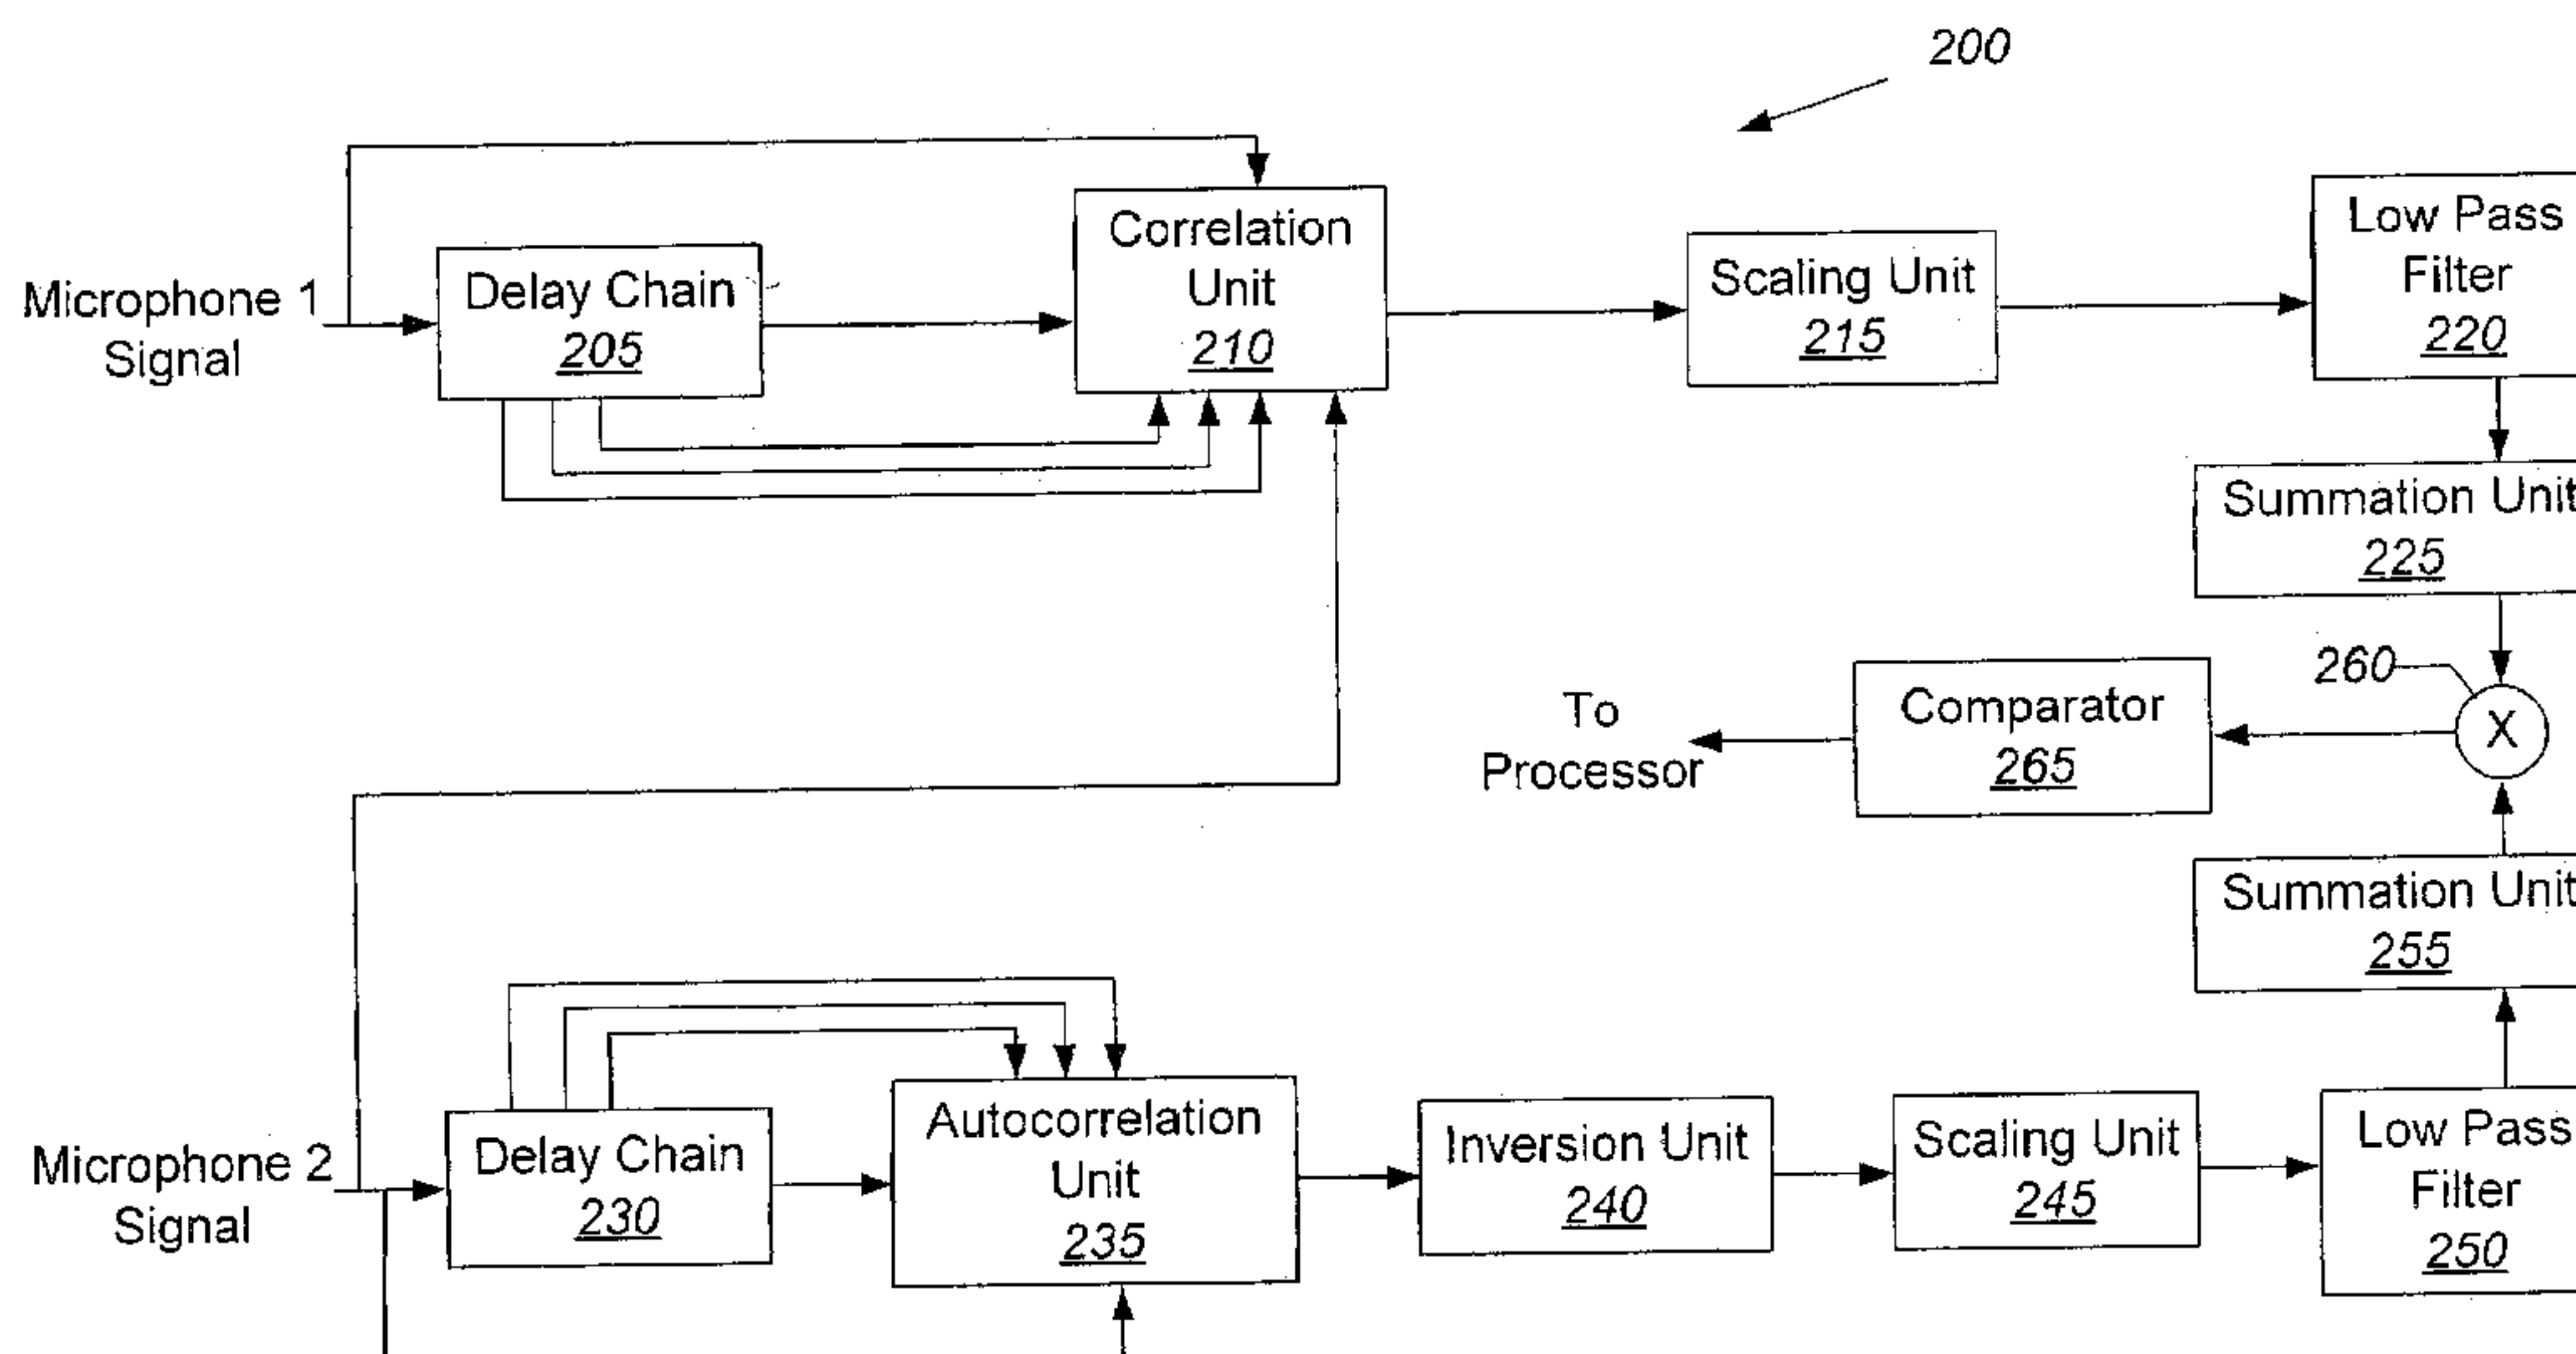 200
Microphone 1
Signal
Delay Chain
205
Correlation
Unit
210
Scaling Unit
215
Low Pass
Filter
220
Summation Unit
225
260
X
Comparator
265
To
Processor
Summation Unit
255
Microphone 2
Signal
Delay Chain
230
Autocorrelation
Unit
235
Inversion Unit
240
Scaling Unit
245
Low Pass
Filter
250